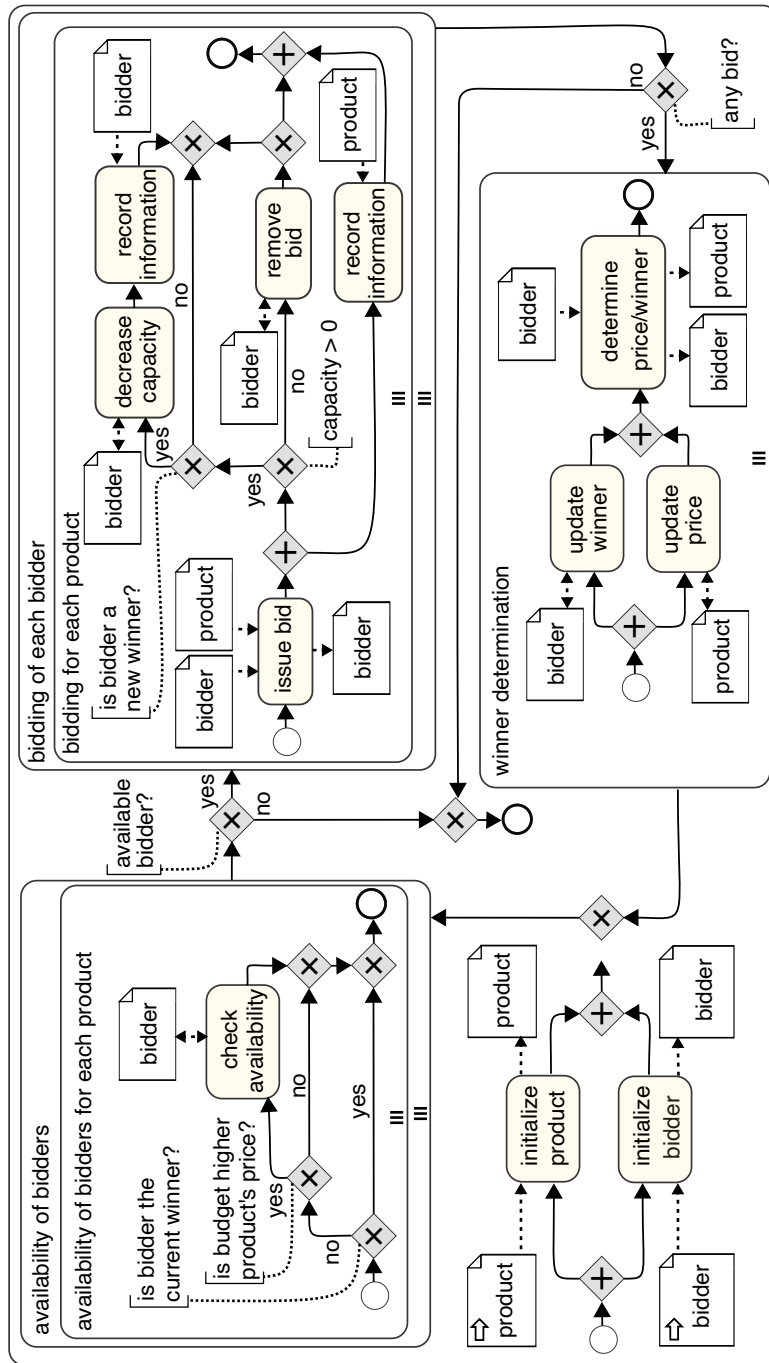 availability of bidders
availability of bidders for each product
is bidder the
current winner?
is budget higher
product's price?
no
yes
bidder
check
availability
no
yes
available
bidder?
yes
no
bidding of each bidder
bidding for each product
is bidder a
new winner?
bidder
product
issue bid
bidder
yes
capacity > 0
bidder
yes
decrease
capacity
no
bidder
no
record
information
bidder
remove
bid
product
record
information
product
bidder
initialize
product
initialize
bidder
product
bidder
winner determination
bidder
product
update
winner
update
price
bidder
determine
price/winner
bidder
product
yes
no
any bid?